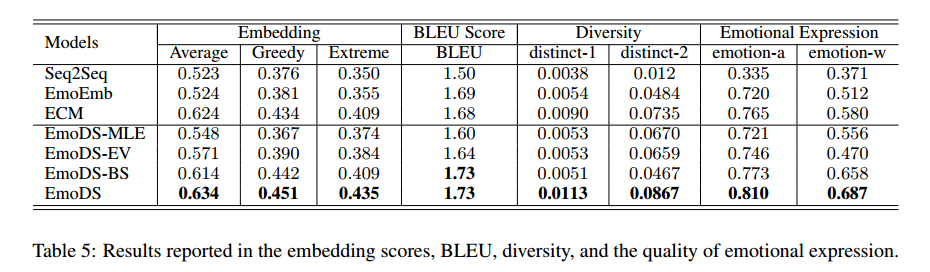 Models Embedding BLEU Score Diversity Emotional Expression
Average Greedy Extreme BLEU distinct-1 distinct-2 emotion-a emotion-w
Seq2Seq 0.523 0.376 0.350 1.50 0.0038 0.012 0.335 0.371
EmoEmb 0.524 0.381 0.355 1.69 0.0054 0.0484 0.720 0.512
ECM 0.624 0.434 0.409 1.68 0.0090 0.0735 0.765 0.580
EmoDS-MLE 0.548 0.367 0.374 1.60 0.0053 0.0670 0.721 0.556
EmoDS-EV 0.571 0.390 0.384 1.64 0.0053 0.0659 0.746 0.470
EmoDS-BS 0.614 0.442 0.409 1.73 0.0051 0.0467 0.773 0.658
EmoDS 0.634 0.451 0.435 1.73 0.0113 0.0867 0.810 0.687
Table 5: Results reported in the embedding scores, BLEU, diversity, and the quality of emotional expression.